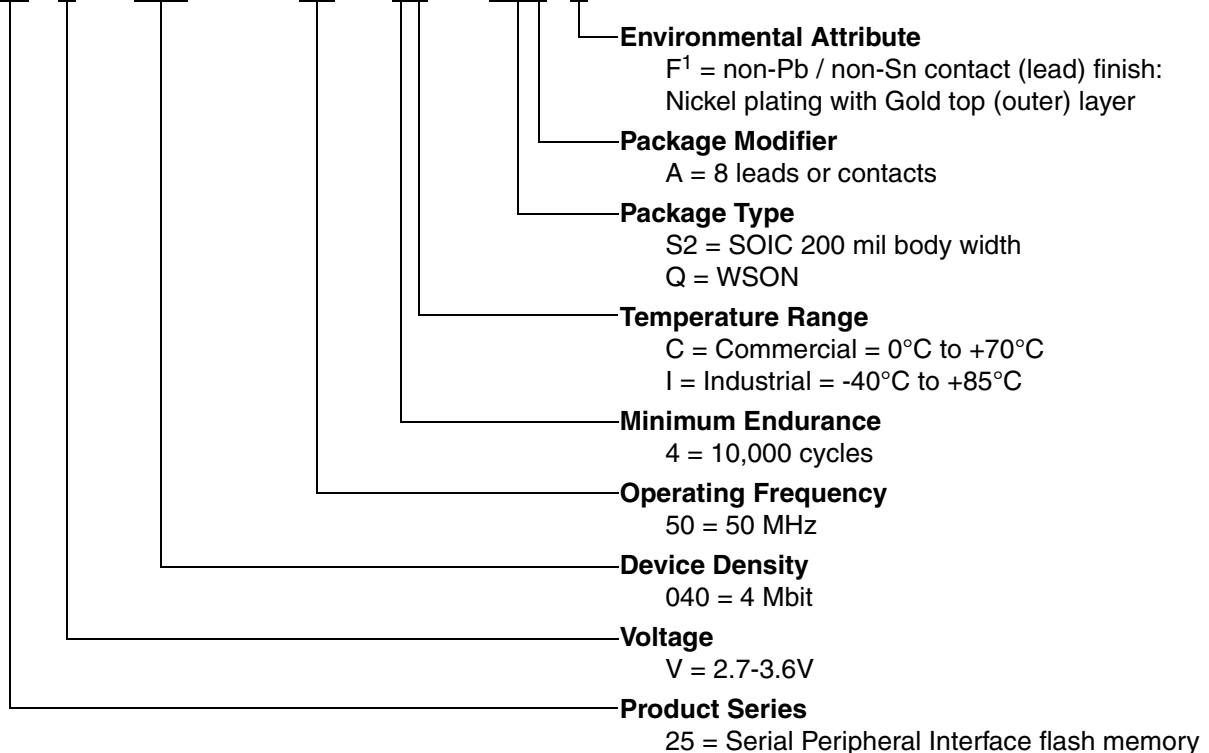 Environmental Attribute
F1 = non-Pb / non-Sn contact (lead) finish:
Nickel plating with Gold top (outer) layer
Package Modifier
A = 8 leads or contacts
Package Type
S2 = SOIC 200 mil body width
Q = WSON
Temperature Range
C = Commercial = 0°C to +70°C
I = Industrial = -40°C to +85°C
Minimum Endurance
4 = 10,000 cycles
Operating Frequency
50 = 50 MHz
Device Density
040 = 4 Mbit
Voltage
V = 2.7-3.6V
Product Series
25 = Serial Peripheral Interface flash memory